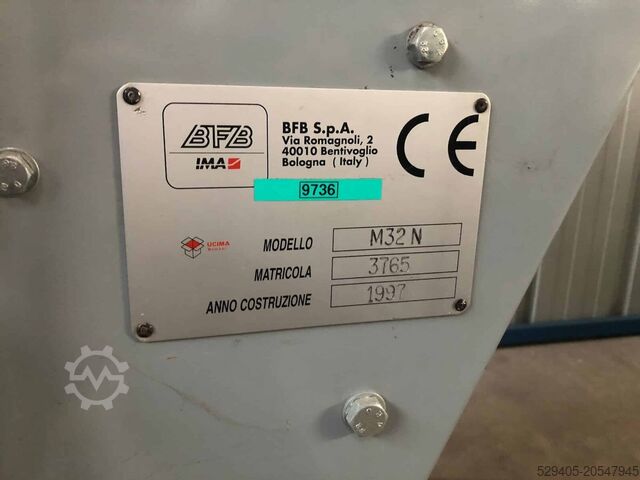 BFB
IMA
BFB S.p.A.
Via Romagnoli, 2
40010 Bentivoglio
Bologna ( Italy )
CE
9736
UCIMA
MODELLO M32 N
MATRICOLA 3765
ANNO COSTRUZIONE 1997
529405-20547945